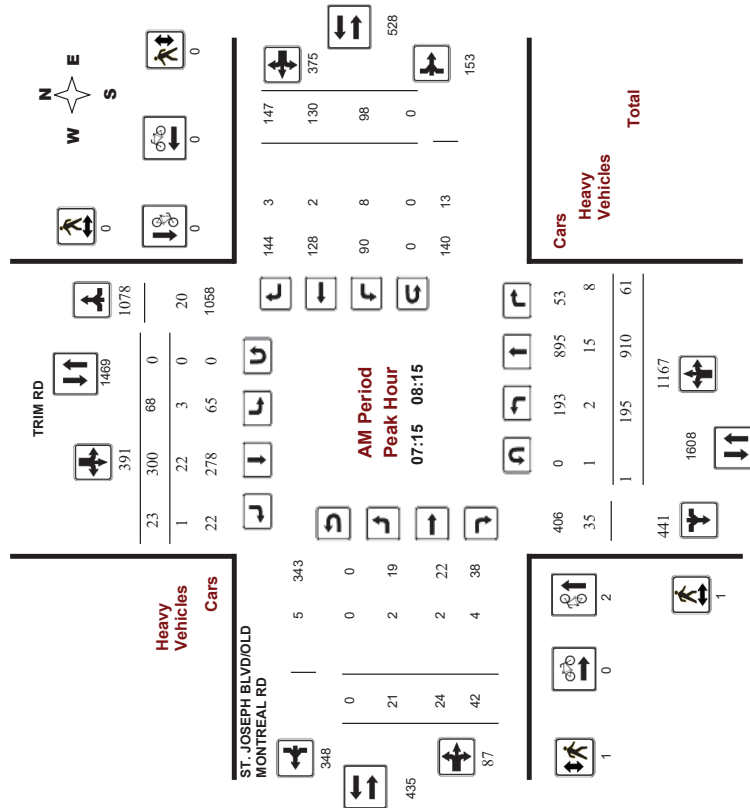 N
W E
S
0
0
0
0
TRIM RD
1469
391
1078
23 300 68 0
Heavy
Vehicles
1 22 3 0 20
Cars
22 278 65 0 1058
375
528
153
144 3 147
128 2 130
90 8 98
0 0 0
140 13
AM Period
Peak Hour
07:15 08:15
ST. JOSEPH BLVD/OLD
MONTREAL RD
348
435
87
5 343
0 0 0
21 2 19
24 2 22
42 4 38
406 0 193 895 53
Cars
35 1 2 15 8
Heavy
Vehicles
1 195 910 61
Total
441
1608
1167
2
0
1
1